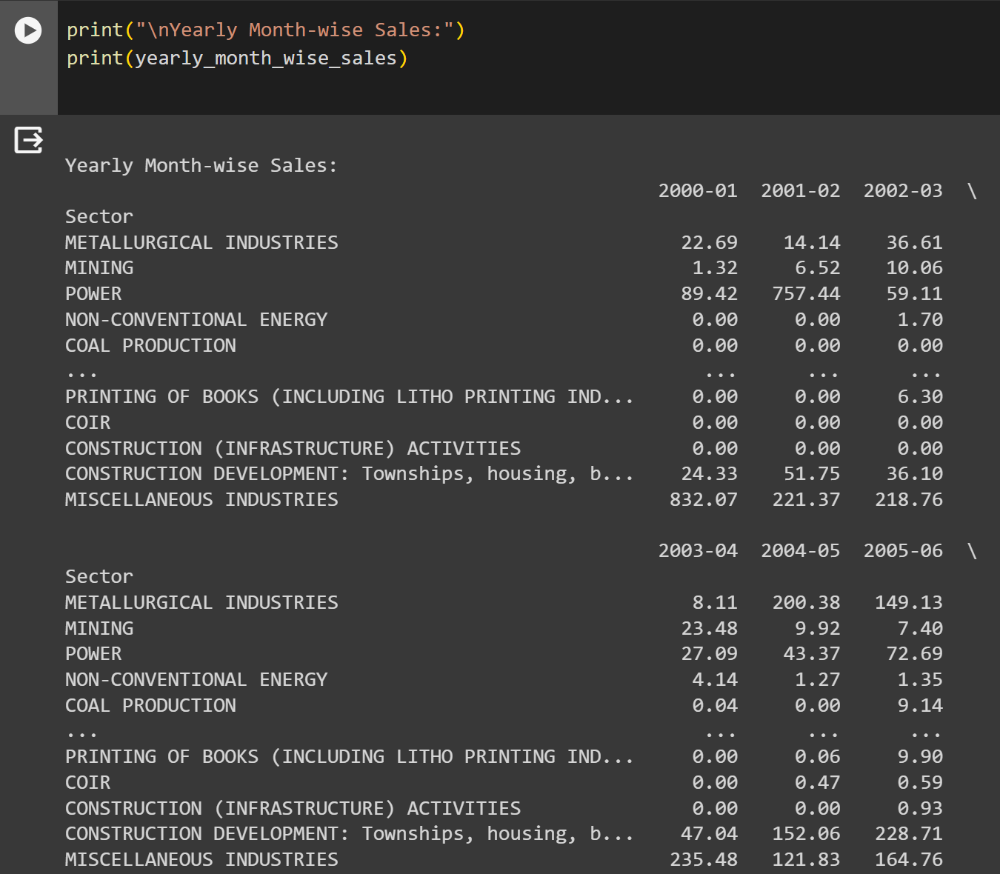 print("\nYearly Month-wise Sales:")
print(yearly_month_wise_sales)
Yearly Month-wise Sales:
2000-01 2001-02 2002-03 \
Sector
METALLURGICAL INDUSTRIES 22.69 14.14 36.61
MINING 1.32 6.52 10.06
POWER 89.42 757.44 59.11
NON-CONVENTIONAL ENERGY 0.00 0.00 1.70
COAL PRODUCTION 0.00 0.00 0.00
... ... ... ...
PRINTING OF BOOKS (INCLUDING LITHO PRINTING IND... 0.00 0.00 6.30
COIR 0.00 0.00 0.00
CONSTRUCTION (INFRASTRUCTURE) ACTIVITIES 0.00 0.00 0.00
CONSTRUCTION DEVELOPMENT: Townships, housing, b... 24.33 51.75 36.10
MISCELLANEOUS INDUSTRIES 832.07 221.37 218.76
2003-04 2004-05 2005-06 \
Sector
METALLURGICAL INDUSTRIES 8.11 200.38 149.13
MINING 23.48 9.92 7.40
POWER 27.09 43.37 72.69
NON-CONVENTIONAL ENERGY 4.14 1.27 1.35
COAL PRODUCTION 0.04 0.00 9.14
... ... ... ...
PRINTING OF BOOKS (INCLUDING LITHO PRINTING IND... 0.00 0.06 9.90
COIR 0.00 0.47 0.59
CONSTRUCTION (INFRASTRUCTURE) ACTIVITIES 0.00 0.00 0.93
CONSTRUCTION DEVELOPMENT: Townships, housing, b... 47.04 152.06 228.71
MISCELLANEOUS INDUSTRIES 235.48 121.83 164.76